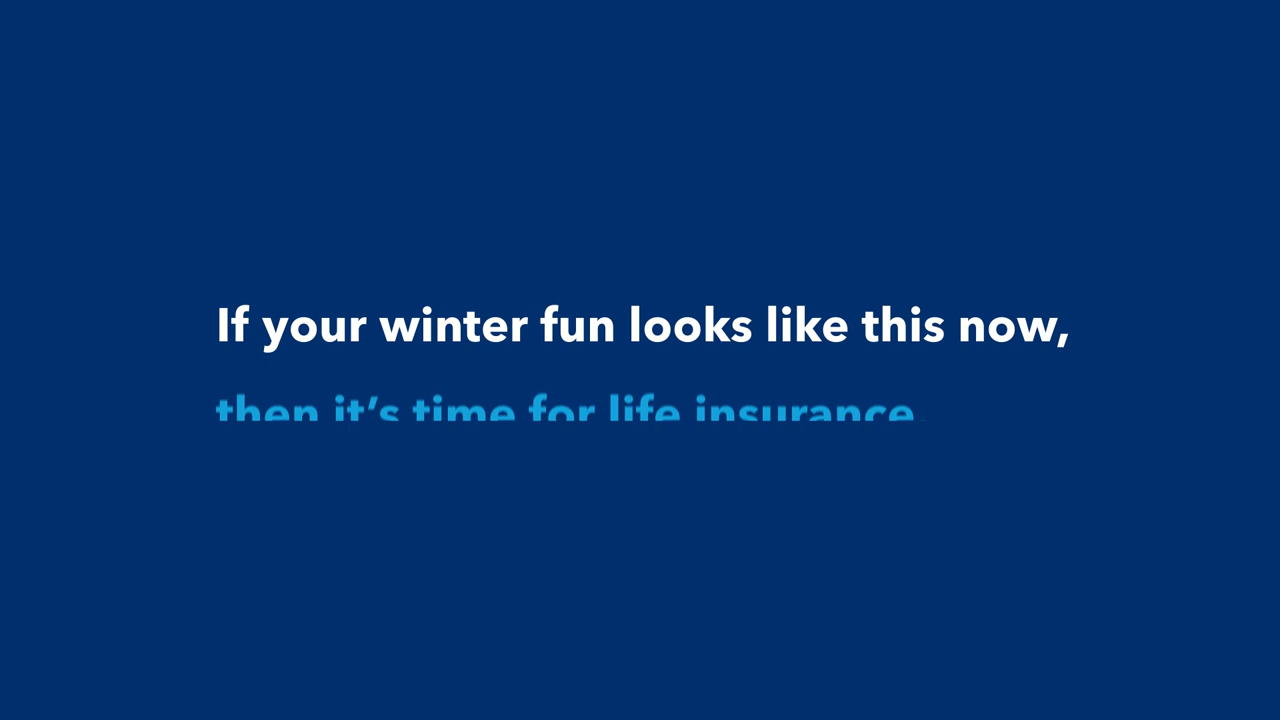 If your winter fun looks like this now,
then it’s time for life insurance.